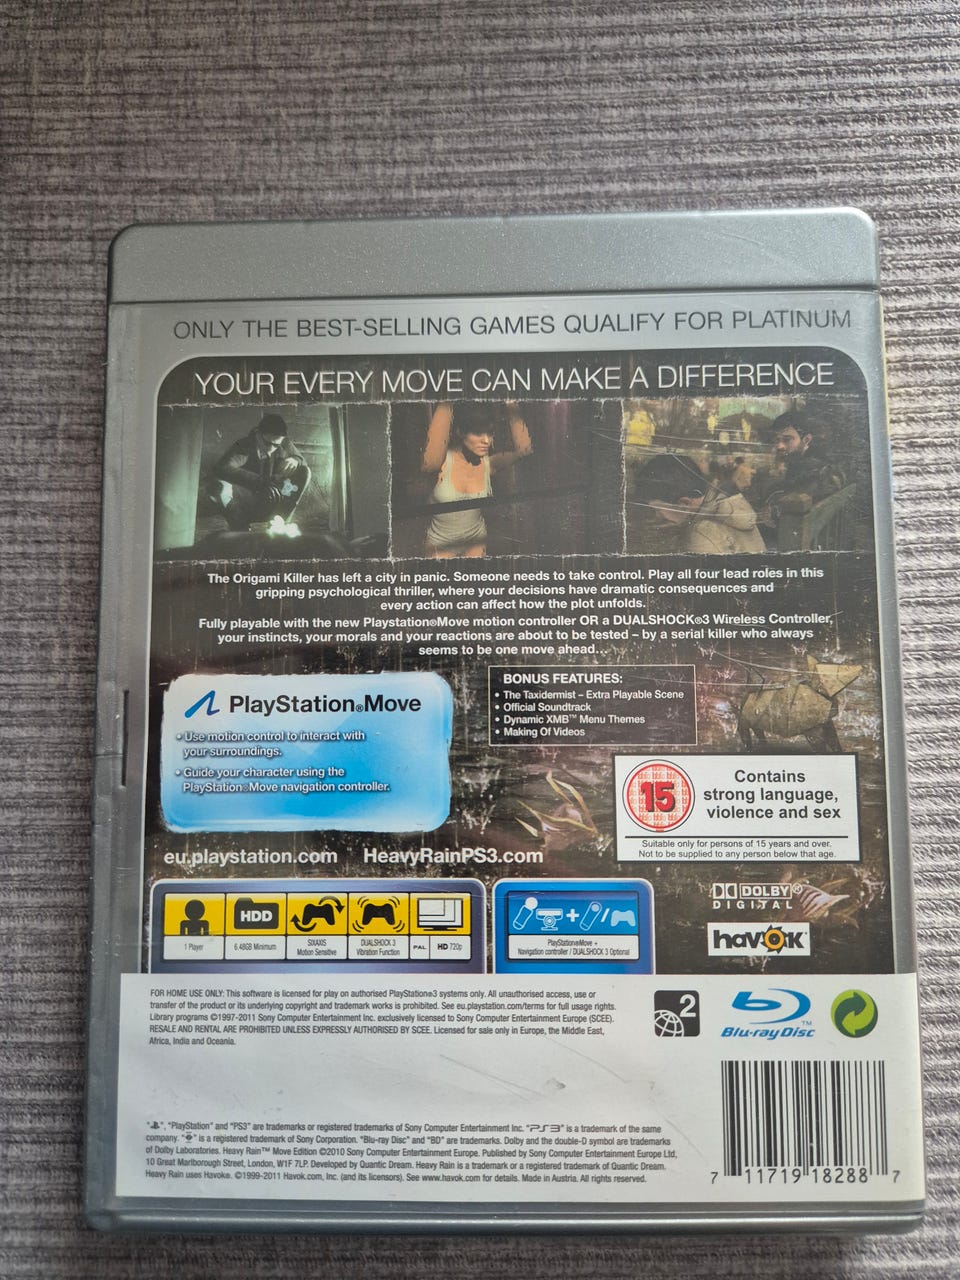 ONLY THE BEST-SELLING GAMES QUALIFY FOR PLATINUM
YOUR EVERY MOVE CAN MAKE A DIFFERENCE
The Origami Killer has left a city in panic. Someone needs to take control. Play all four lead roles in this
gripping psychological thriller, where your decisions have dramatic consequences and
every action can affect how the plot unfolds.
Fully playable with the new Playstation®Move motion controller OR a DUALSHOCK®3 Wireless Controller,
your instincts, your morals and your reactions are about to be tested – by a serial killer who always
seems to be one move ahead...
PlayStation®Move
• Use motion control to interact with
your surroundings.
• Guide your character using the
PlayStation®Move navigation controller.
BONUS FEATURES:
• The Taxidermist – Extra Playable Scene
• Official Soundtrack
• Dynamic XMB™ Menu Themes
• Making Of Videos
15
Contains
strong language,
violence and sex
Suitable only for persons of 15 years and over.
Not to be supplied to any person below that age.
eu.playstation.com HeavyRainPS3.com
HDD
1 Player
6.48GB Minimum
SIXAXIS
Motion Sensitive
DUALSHOCK 3
Vibration Function
PAL HD 720p
PlayStation®Move +
Navigation controller / DUALSHOCK 3 Optional
DOLBY®
DIGITAL
havok
FOR HOME USE ONLY: This software is licensed for play on authorised PlayStation®3 systems only. All unauthorised access, use or
transfer of the product or its underlying copyright and trademark works is prohibited. See eu.playstation.com/terms for full usage rights.
Library programs ©1997-2011 Sony Computer Entertainment Inc. exclusively licensed to Sony Computer Entertainment Europe (SCEE).
RESALE AND RENTAL ARE PROHIBITED UNLESS EXPRESSLY AUTHORISED BY SCEE. Licensed for sale only in Europe, the Middle East,
Africa, India and Oceania.
2
Blu-ray Disc™
"PlayStation" and "PS3" are trademarks or registered trademarks of Sony Computer Entertainment Inc. "PS3" is a trademark of the same
company. " " is a registered trademark of Sony Corporation. "Blu-ray Disc" and "BD" are trademarks. Dolby and the double-D symbol are trademarks
of Dolby Laboratories. Heavy Rain™ Move Edition ©2010 Sony Computer Entertainment Europe. Published by Sony Computer Entertainment Europe Ltd,
10 Great Marlborough Street, London, W1F 7LP. Developed by Quantic Dream. Heavy Rain is a trademark or a registered trademark of Quantic Dream.
Heavy Rain uses Havok®. ©1999-2011 Havok.com, Inc. (and its licensors). See www.havok.com for details. Made in Austria. All rights reserved.
7 11719 18288 7